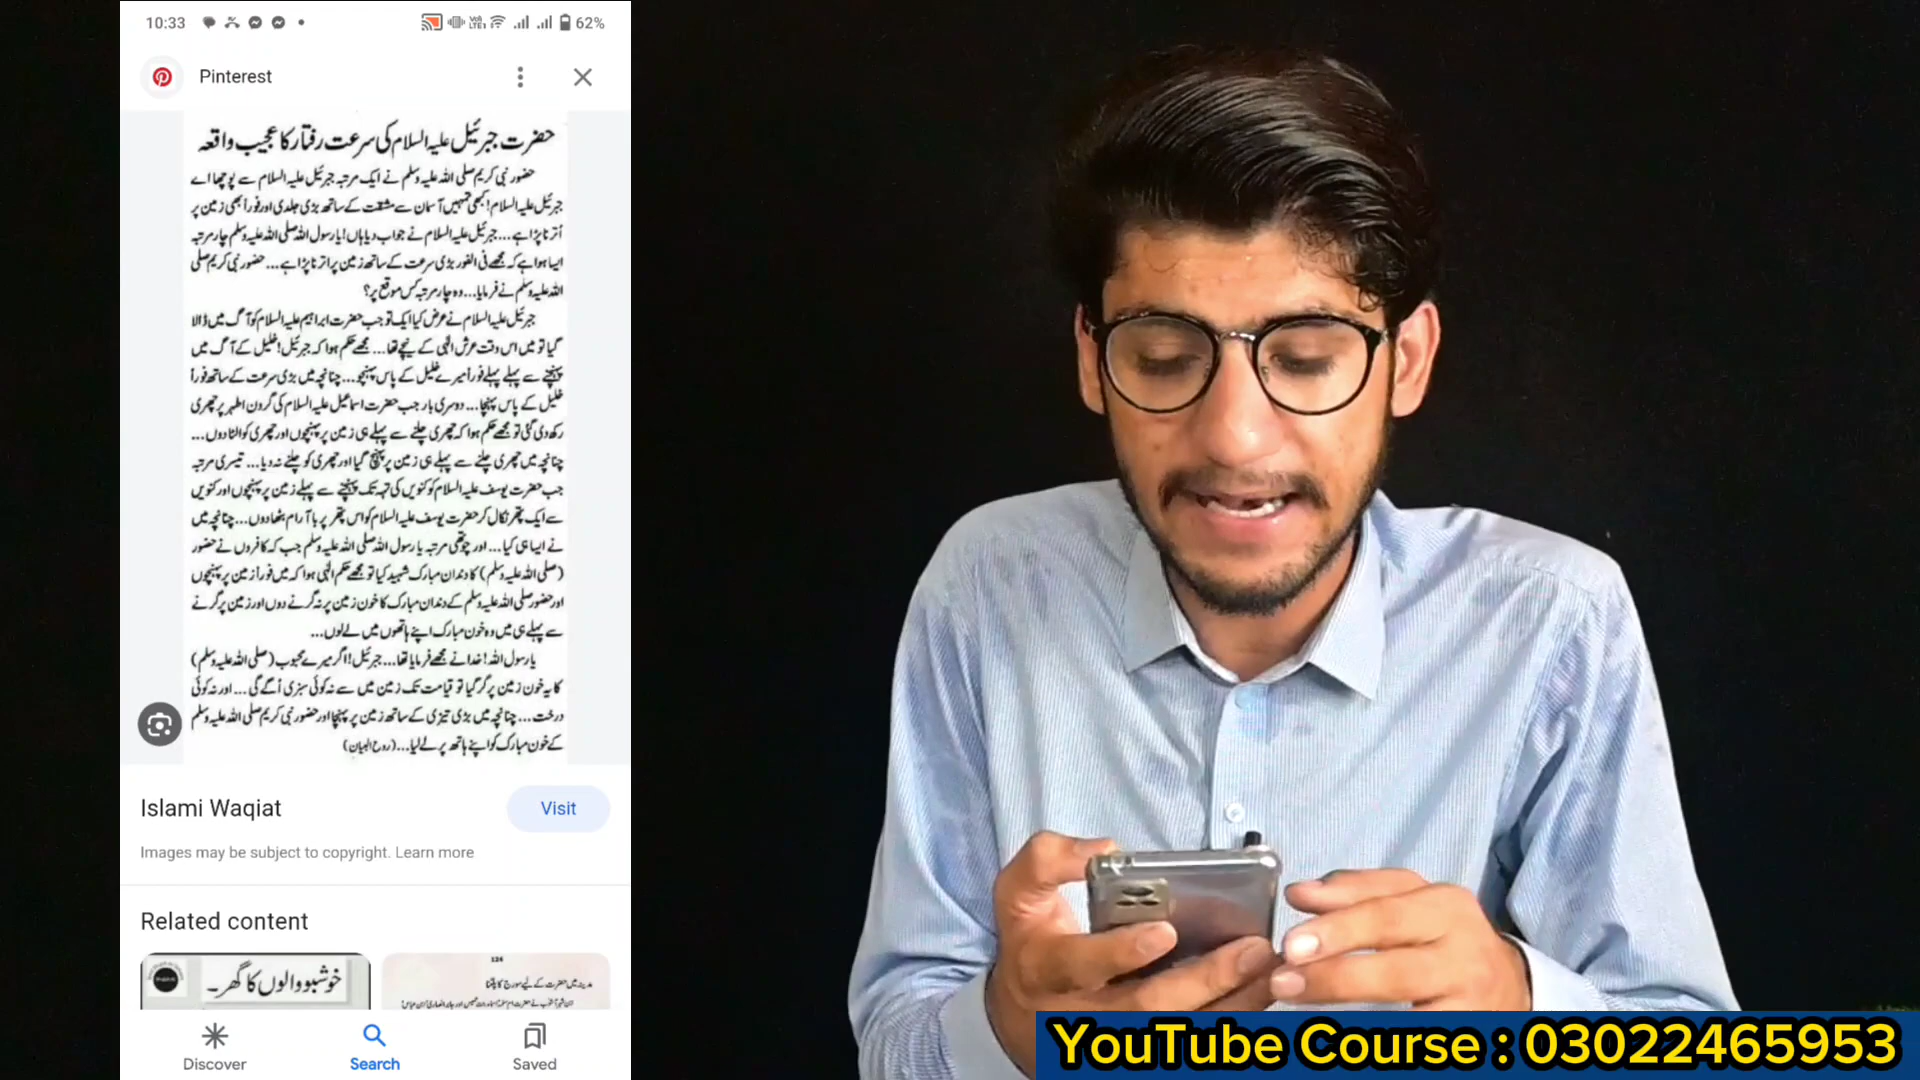 10:33
62%
Pinterest
حضرت جبرئیل علیہ السلام کی سرعت رفتار کا عجیب واقعہ
حضور نبی کریم صلی اللہ علیہ وسلم نے ایک مرتبہ جبرئیل علیہ السلام سے پوچھا اے
جبرئیل علیہ السلام! کبھی تمہیں آسمان سے مشقت کے ساتھ بڑی جلدی اور فوراً بھی زمین پر
اُترنا پڑا ہے... جبرئیل علیہ السلام نے جواب دیا ہاں! یا رسول اللہ صلی اللہ علیہ وسلم چار مرتبہ
ایسا ہوا ہے کہ مجھے فی الفور بڑی سرعت کے ساتھ زمین پر اترنا پڑا ہے... حضور نبی کریم صلی
اللہ علیہ وسلم نے فرمایا... وہ چار مرتبہ کس موقع پر؟
جبرئیل علیہ السلام نے عرض کیا ایک تو جب حضرت ابراہیم علیہ السلام کو آگ میں ڈالا
گیا تو میں اس وقت عرش الٰہی کے نیچے تھا... مجھے حکم ہوا کہ جبرئیل! خلیل کے آگ میں
پہنچنے سے پہلے پہلے فوراً میرے خلیل کے پاس پہنچو... چنانچہ میں بڑی سرعت کے ساتھ فوراً
خلیل کے پاس پہنچا... دوسری بار جب حضرت اسماعیل علیہ السلام کی گردن اطہر پر چھری
رکھ دی گئی تو مجھے حکم ہوا کہ چھری چلنے سے پہلے ہی زمین پر پہنچوں اور چھری کو الٹا دوں...
چنانچہ میں چھری چلنے سے پہلے ہی زمین پر پہنچ گیا اور چھری کو چلنے نہ دیا... تیسری مرتبہ
جب حضرت یوسف علیہ السلام کو کنویں کی تہہ تک پہنچنے سے پہلے زمین پر پہنچوں اور کنویں
سے ایک پتھر نکال کر حضرت یوسف علیہ السلام کو اس پتھر پر باآرام بٹھا دوں... چنانچہ میں
نے ایسا ہی کیا... اور چوتھی مرتبہ یا رسول اللہ صلی اللہ علیہ وسلم جب کہ کافروں نے حضور
(صلی اللہ علیہ وسلم) کا دندان مبارک شہید کیا تو مجھے حکم الٰہی ہوا کہ میں فوراً زمین پر پہنچوں
اور حضور صلی اللہ علیہ وسلم کے دندان مبارک کا خون زمین پر نہ گرنے دوں اور زمین پر گرنے
سے پہلے ہی میں وہ خون مبارک اپنے ہاتھوں میں لے لوں...
یا رسول اللہ! خدا نے مجھے فرمایا تھا... جبرئیل! اگر میرے محبوب (صلی اللہ علیہ وسلم)
کا یہ خون زمین پر گر گیا تو قیامت تک زمین میں سے نہ کوئی سبزی اُگے گی... اور نہ کوئی
درخت... چنانچہ میں بڑی تیزی کے ساتھ زمین پر پہنچا اور حضور نبی کریم صلی اللہ علیہ وسلم
کے خون مبارک کو اپنے ہاتھ پر لے لیا... (روح البیان)
Islami Waqiat
Visit
Images may be subject to copyright. Learn more
Related content
خوشبو والوں کا گھر۔
124
مدینہ میں حضرت کے لیے سورج کا پلٹنا
Discover
Search
Saved
YouTube Course : 03022465953